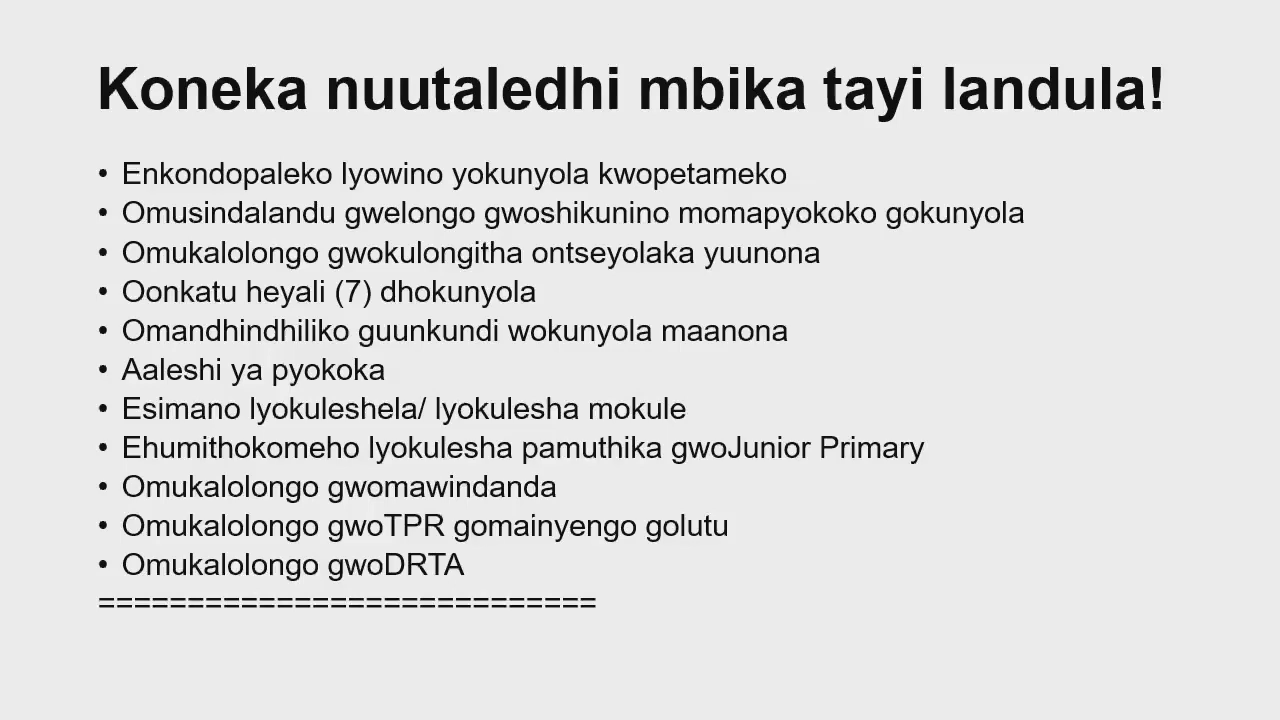 Koneka nuutaledhi mbika tayi landula!
• Enkondopaleko lyowino yokunyola kwopetameko
• Omusindalandu gwelongo gwoshikunino momapyokoko gokunyola
• Omukalolongo gwokulongitha ontseyolaka yuunona
• Oonkatu heyali (7) dhokunyola
• Omandhindhiliko guunkundi wokunyola maanona
• Aaleshi ya pyokoka
• Esimano lyokuleshela/ lyokulesha mokule
• Ehumithokomeho lyokulesha pamuthika gwoJunior Primary
• Omukalolongo gwomawindanda
• Omukalolongo gwoTPR gomainyengo golutu
• Omukalolongo gwoDRTA
============================